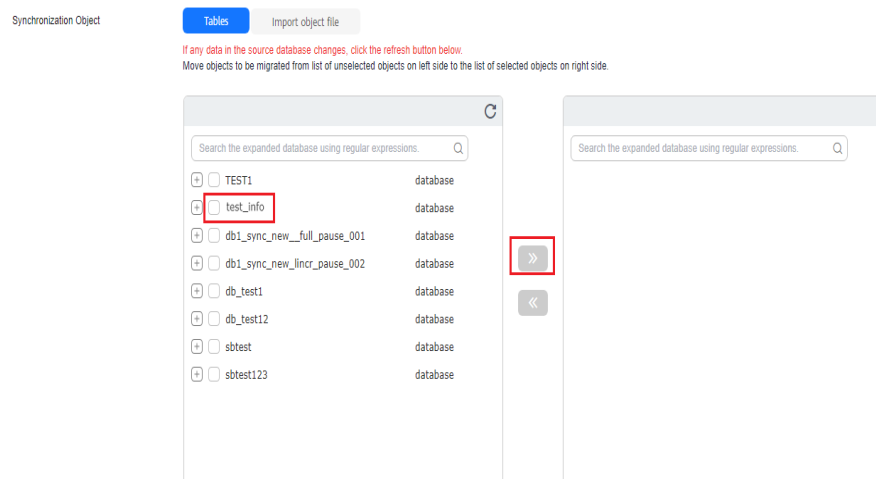 Synchronization Object
Tables Import object file
If any data in the source database changes, click the refresh button below.
Move objects to be migrated from list of unselected objects on left side to the list of selected objects on right side.
Search the expanded database using regular expressions. Search the expanded database using regular expressions.
TEST1 database
test_info database
db1_sync_new__full_pause_001 database
db1_sync_new_lincr_pause_002 database
db_test1 database
db_test12 database
sbtest database
sbtest123 database